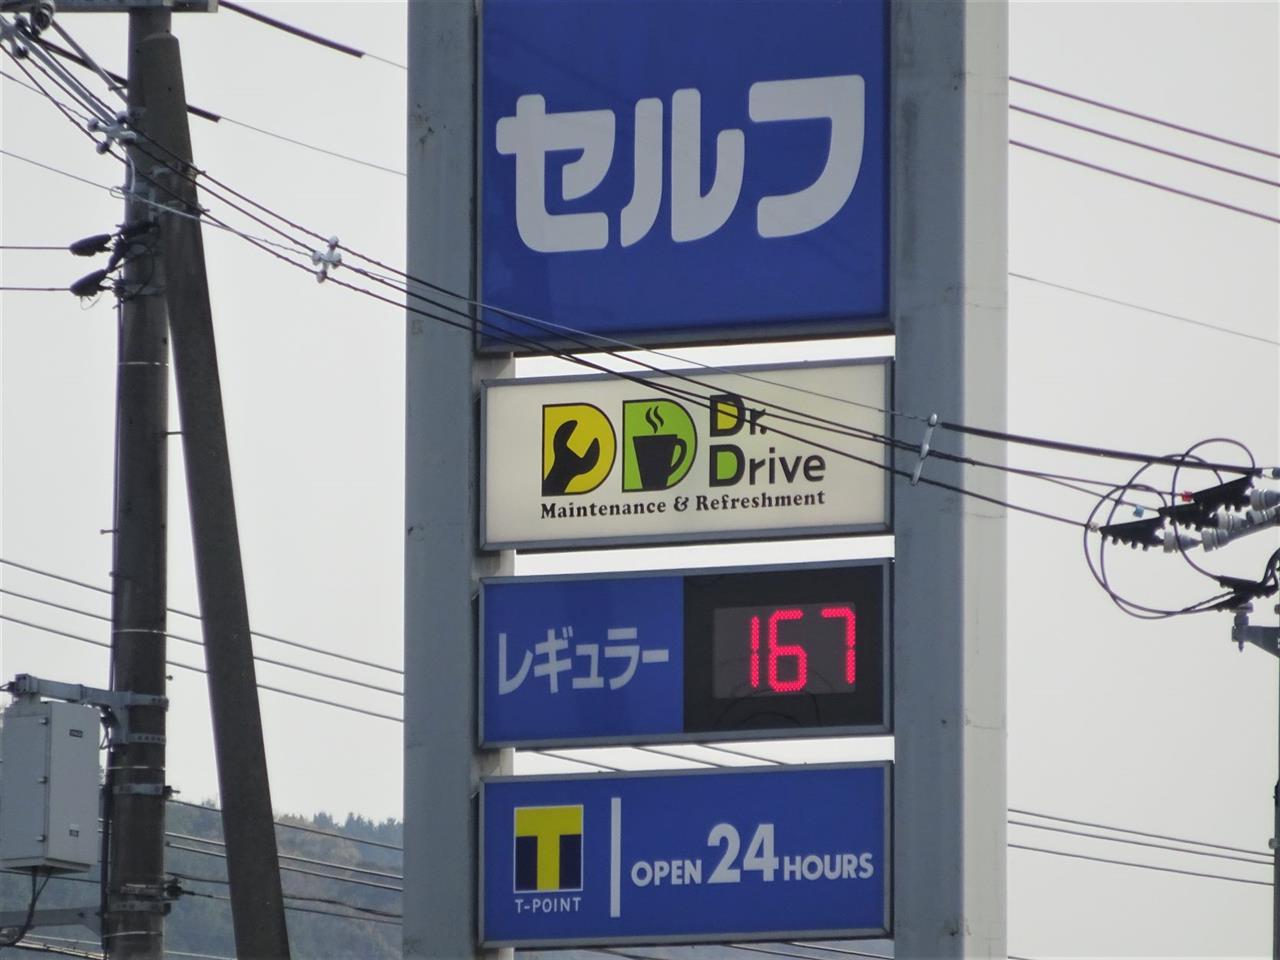 セルフ
Dr.
Drive
Maintenance & Refreshment
レギュラー 167
T
T-POINT
OPEN 24 HOURS